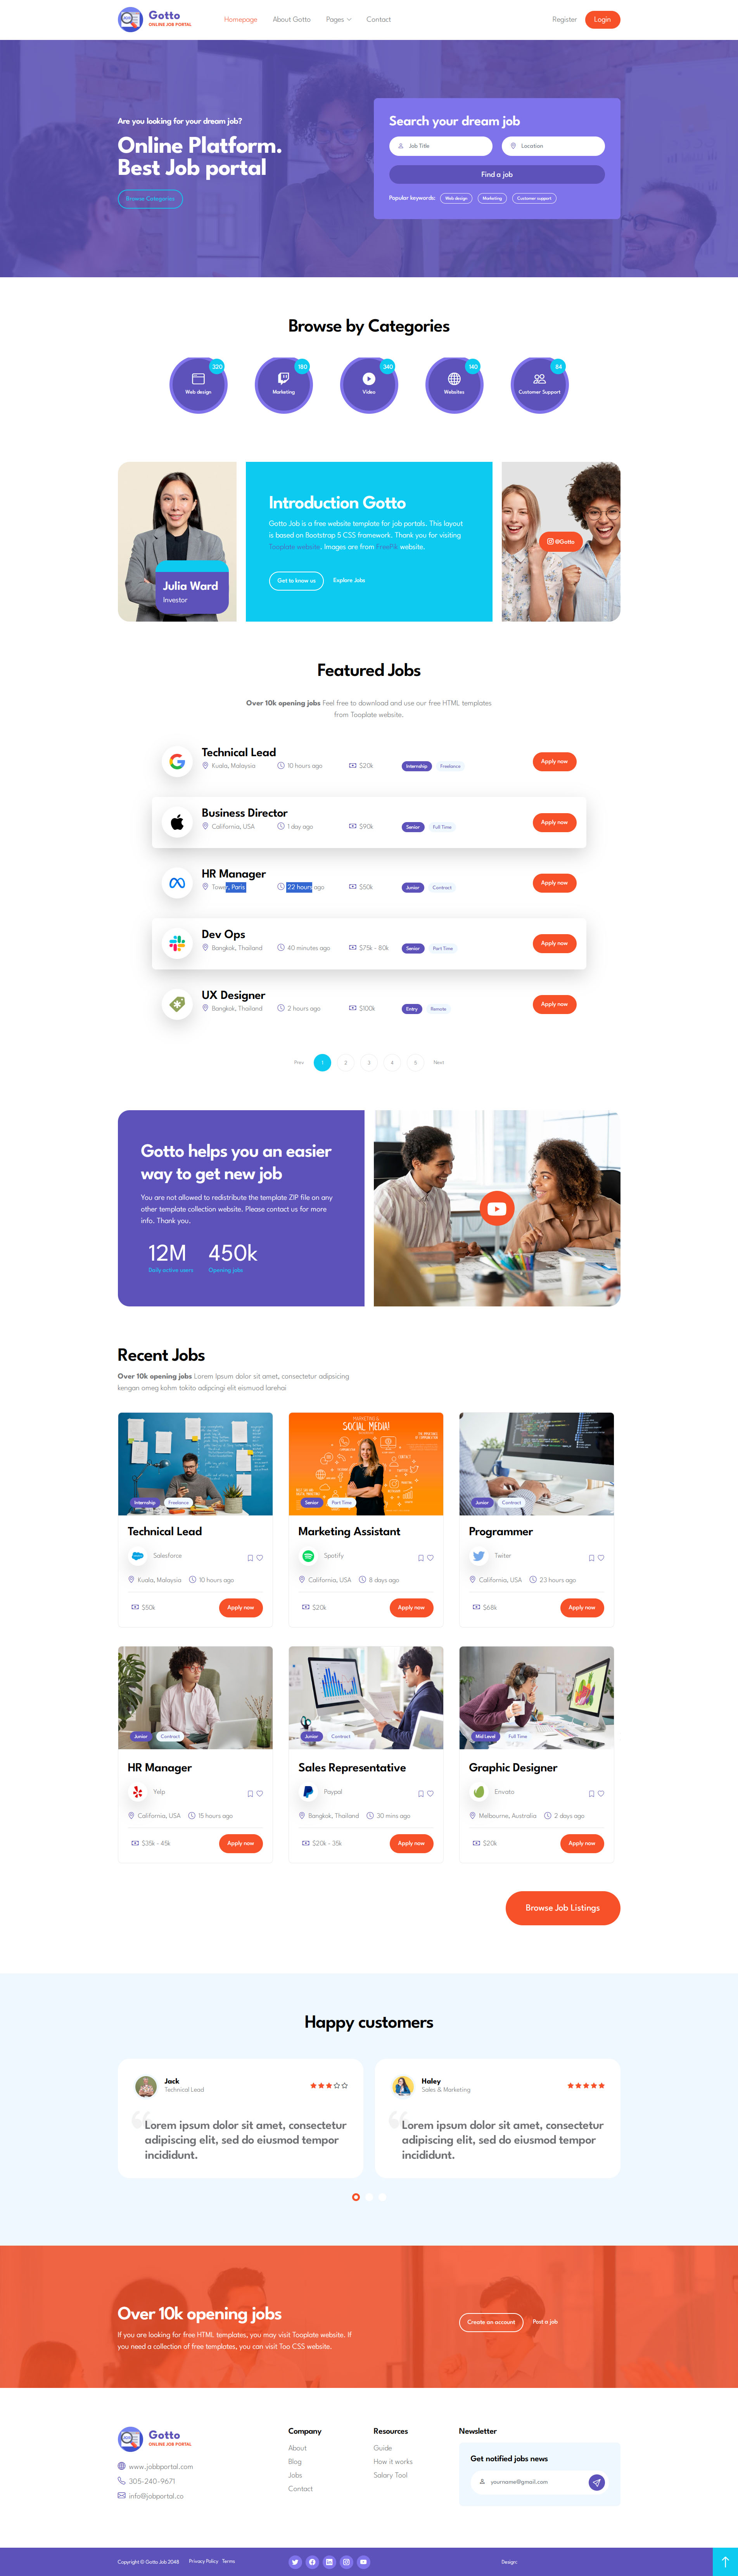 Gotto
ONLINE JOB PORTAL
Homepage
About Gotto
Pages
Contact
Register
Login
Are you looking for your dream job?
Online Platform.
Best Job portal
Browse Categories
Search your dream job
Job Title
Location
Find a job
Popular keywords:
Web design
Marketing
Customer support
Browse by Categories
320
Web design
180
Marketing
340
Video
140
Websites
84
Customer Support
Julia Ward
Investor
Introduction Gotto
Gotto Job is a free website template for job portals. This layout
is based on Bootstrap 5 CSS framework. Thank you for visiting
Tooplate website. Images are from FreePik website.
Get to know us
Explore Jobs
@Gotto
Featured Jobs
Over 10k opening jobs Feel free to download and use our free HTML templates
from Tooplate website.
Technical Lead
Kuala, Malaysia
10 hours ago
$20k
Internship
Freelance
Apply now
Business Director
California, USA
1 day ago
$90k
Senior
Full Time
Apply now
HR Manager
Tower, Paris
22 hours ago
$50k
Junior
Contract
Apply now
Dev Ops
Bangkok, Thailand
40 minutes ago
$75k - 80k
Senior
Part Time
Apply now
UX Designer
Bangkok, Thailand
2 hours ago
$100k
Entry
Remote
Apply now
Prev
1
2
3
4
5
Next
Gotto helps you an easier
way to get new job
You are not allowed to redistribute the template ZIP file on any
other template collection website. Please contact us for more
info. Thank you.
12M
Daily active users
450k
Opening jobs
Recent Jobs
Over 10k opening jobs Lorem Ipsum dolor sit amet, consectetur adipsicing
kengan omeg kohm tokito adipcingi elit eismuod larehai
Internship
Freelance
Technical Lead
Salesforce
Kuala, Malaysia
10 hours ago
$50k
Apply now
MARKETING &
SOCIAL MEDIA!
Senior
Part Time
Marketing Assistant
Spotify
California, USA
8 days ago
$20k
Apply now
Junior
Contract
Programmer
Twiter
California, USA
23 hours ago
$68k
Apply now
Junior
Contract
HR Manager
Yelp
California, USA
15 hours ago
$35k - 45k
Apply now
Junior
Contract
Sales Representative
Paypal
Bangkok, Thailand
30 mins ago
$20k - 35k
Apply now
Mid Level
Full Time
Graphic Designer
Envato
Melbourne, Australia
2 days ago
$20k
Apply now
Browse Job Listings
Happy customers
Jack
Technical Lead
Lorem ipsum dolor sit amet, consectetur
adipiscing elit, sed do eiusmod tempor
incididunt.
Haley
Sales & Marketing
Lorem ipsum dolor sit amet, consectetur
adipiscing elit, sed do eiusmod tempor
incididunt.
Over 10k opening jobs
If you are looking for free HTML templates, you may visit Tooplate website. If
you need a collection of free templates, you can visit Too CSS website.
Create an account
Post a job
Gotto
ONLINE JOB PORTAL
www.jobbportal.com
305-240-9671
info@jobportal.co
Company
About
Blog
Jobs
Contact
Resources
Guide
How it works
Salary Tool
Newsletter
Get notified jobs news
yourname@gmail.com
Copyright © Gotto Job 2048
Privacy Policy
Terms
Design: